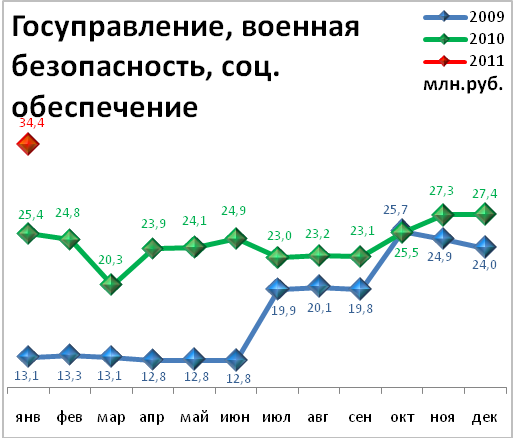 Госуправление, военная
безопасность, соц.
обеспечение
2009
2010
2011
млн.руб.
34,4
25,4 24,8 20,3 23,9 24,1 24,9 23,0 23,2 23,1 25,5 27,3 27,4
13,1 13,3 13,1 12,8 12,8 12,8 19,9 20,1 19,8 25,7 24,9 24,0
янв фев мар апр май июн июл авг сен окт ноя дек